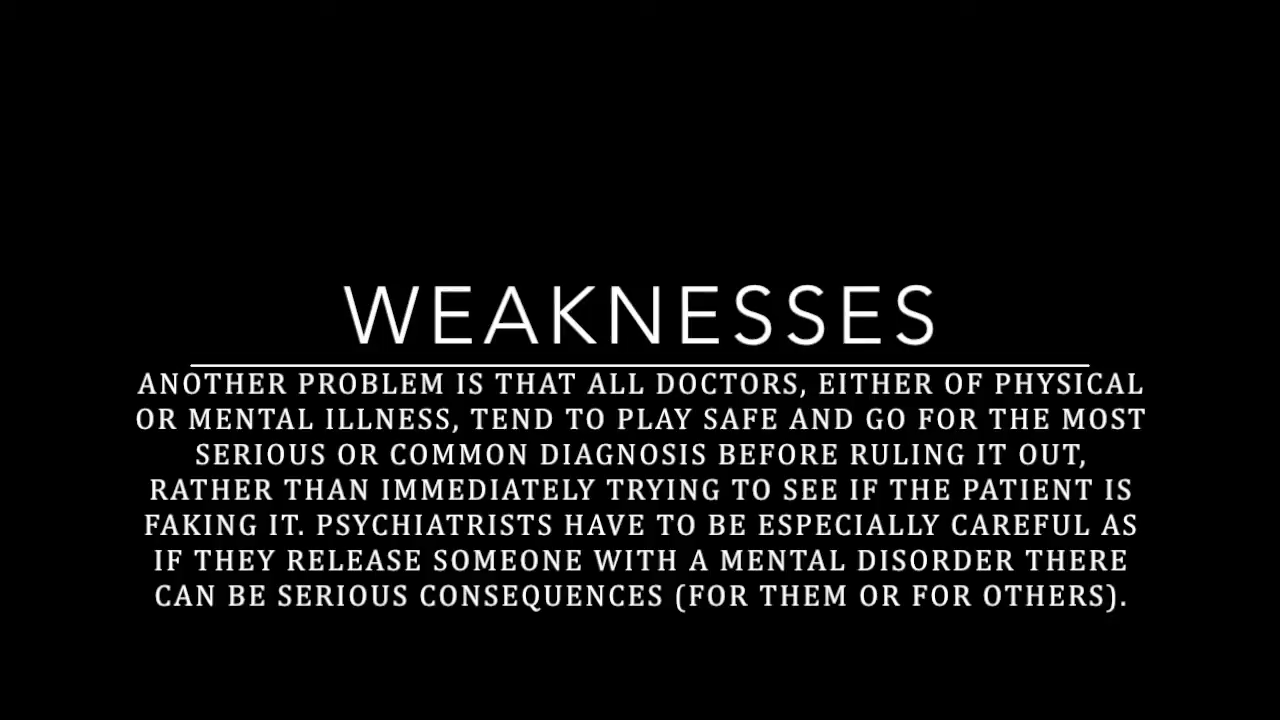 WEAKNESSES
ANOTHER PROBLEM IS THAT ALL DOCTORS, EITHER OF PHYSICAL
OR MENTAL ILLNESS, TEND TO PLAY SAFE AND GO FOR THE MOST
SERIOUS OR COMMON DIAGNOSIS BEFORE RULING IT OUT,
RATHER THAN IMMEDIATELY TRYING TO SEE IF THE PATIENT IS
FAKING IT. PSYCHIATRISTS HAVE TO BE ESPECIALLY CAREFUL AS
IF THEY RELEASE SOMEONE WITH A MENTAL DISORDER THERE
CAN BE SERIOUS CONSEQUENCES (FOR THEM OR FOR OTHERS).